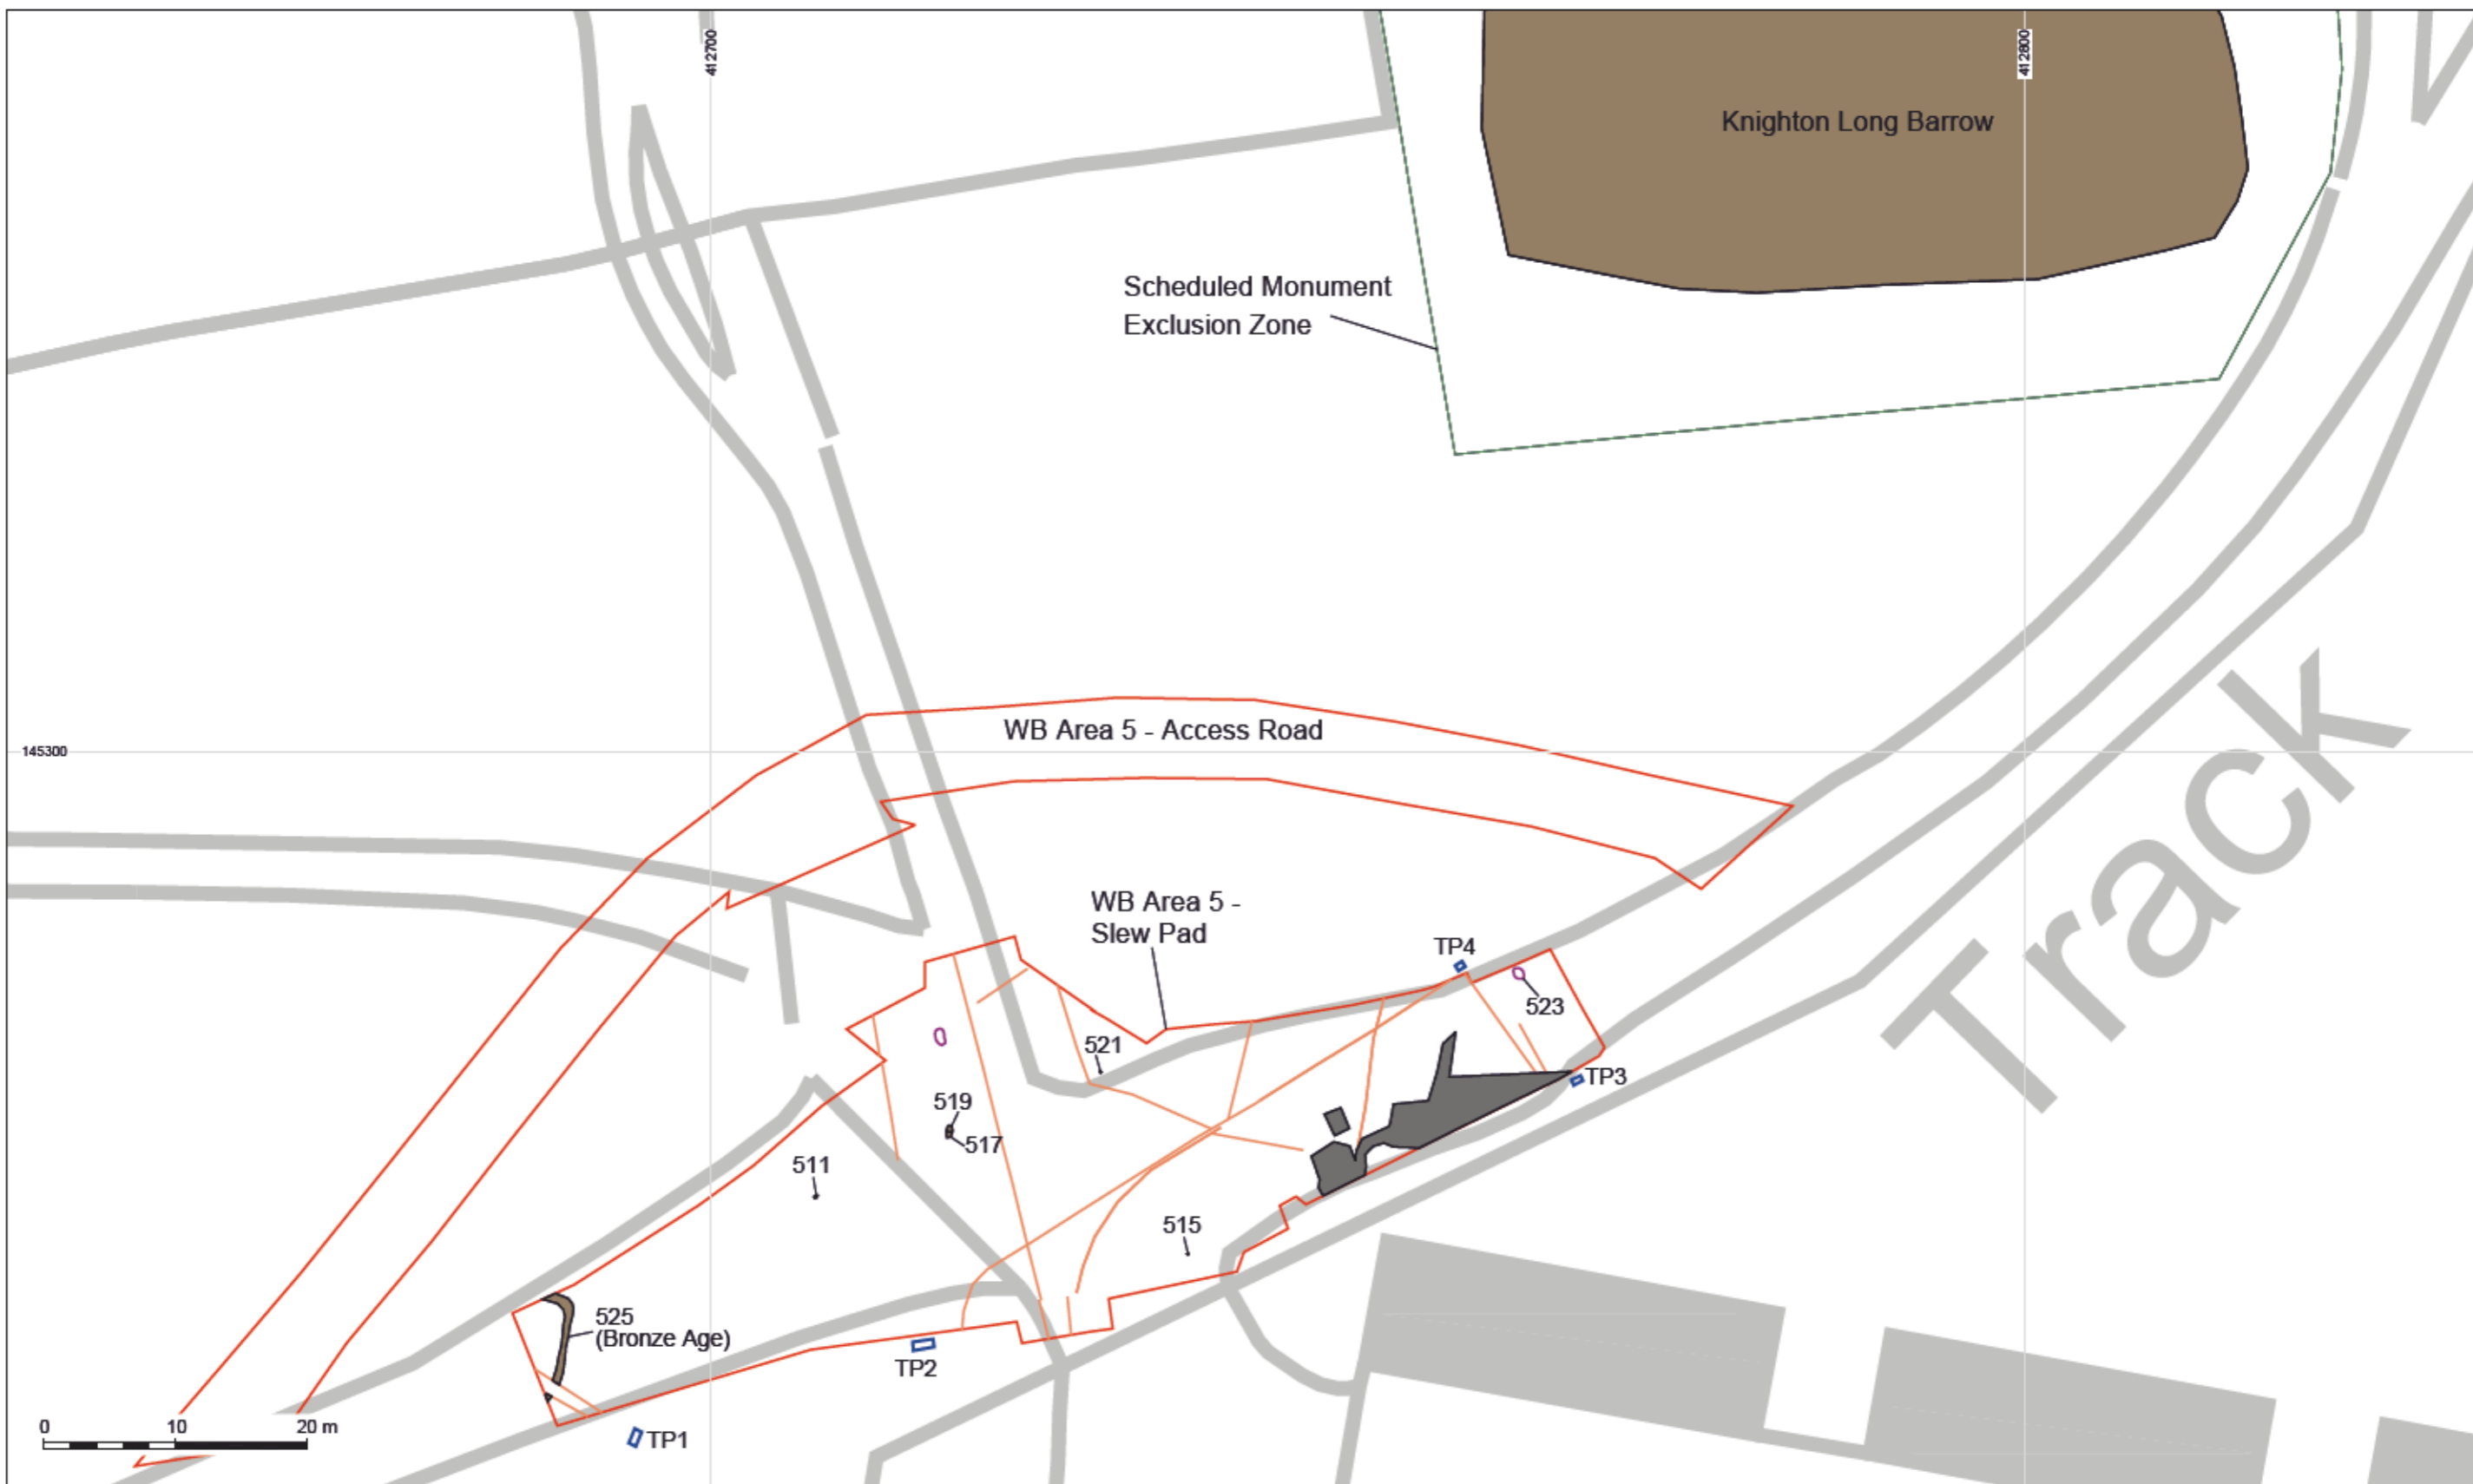 412700
412800
Knighton Long Barrow
Scheduled Monument
Exclusion Zone
WB Area 5 - Access Road
145300
Track
WB Area 5 -
Slew Pad
TP4
523
521
TP3
519
517
511
515
525
(Bronze Age)
TP2
0 10 20 m
TP1